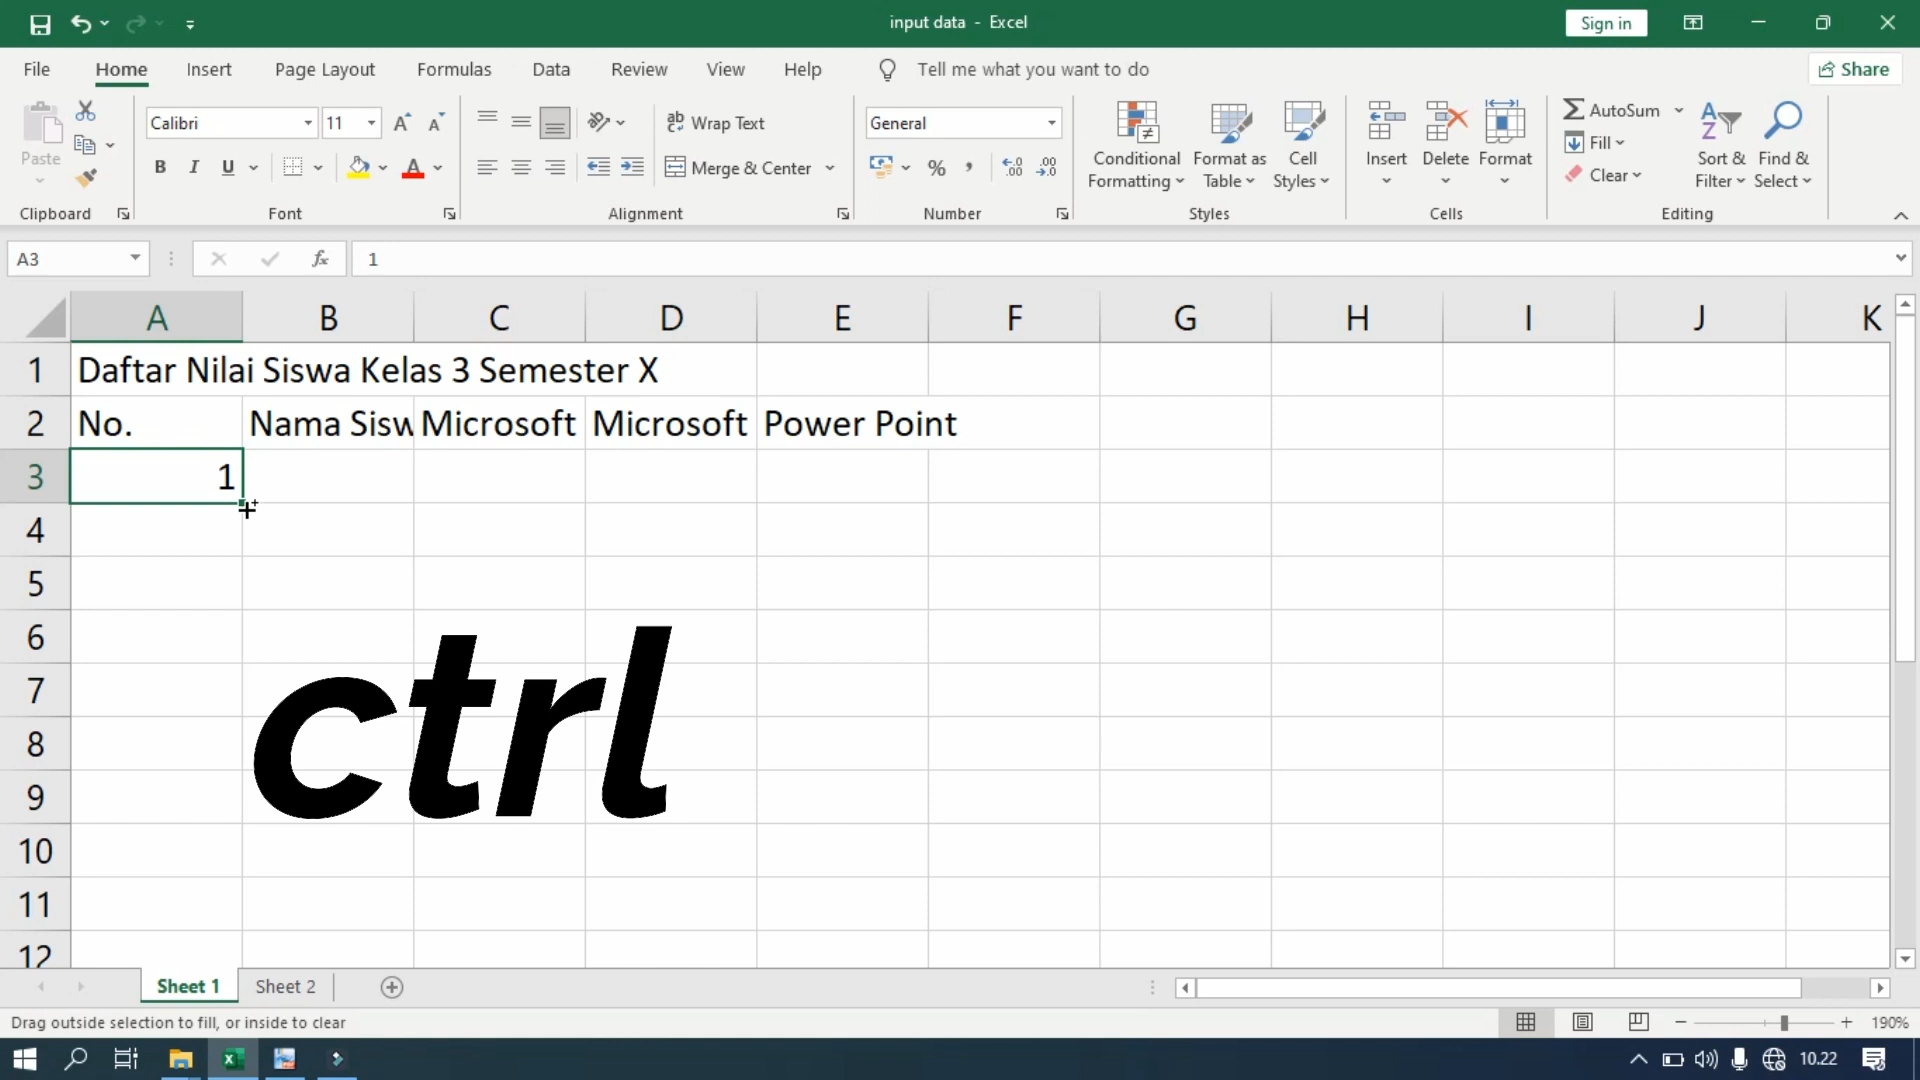 input data - Excel
Sign in
File Home Insert Page Layout Formulas Data Review View Help Tell me what you want to do Share
Paste
Clipboard
Calibri 11
B I U
Font
Wrap Text
Merge & Center
Alignment
General
Number
Conditional Formatting
Format as Table
Cell Styles
Styles
Insert
Delete
Format
Cells
AutoSum
Fill
Clear
Sort & Filter
Find & Select
Editing
A3 fx 1
A B C D E F G H I J K
1 Daftar Nilai Siswa Kelas 3 Semester X
2 No. Nama Sisw Microsoft Microsoft Power Point
3 1
4
5
6
7
8
9
10
11
12
ctrl
Sheet 1 Sheet 2
Drag outside selection to fill, or inside to clear
190%
10.22